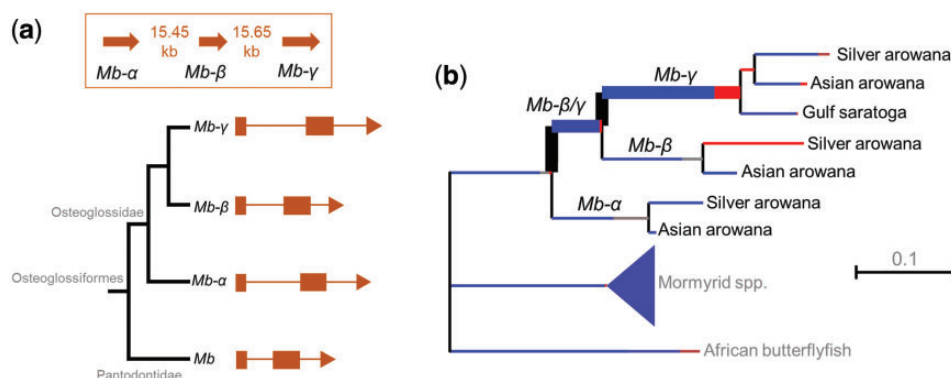 (a)
15.45
kb
15.65
kb
Mb-α
Mb-β
Mb-γ
Mb-γ
Osteoglossidae
Mb-β
Osteoglossiformes
Mb-α
Mb
Pantodontidae
(b)
Mb-γ
Silver arowana
Asian arowana
Mb-β/γ
Gulf saratoga
Silver arowana
Mb-β
Asian arowana
Mb-α
Silver arowana
Asian arowana
0.1
Mormyrid spp.
African butterflyfish